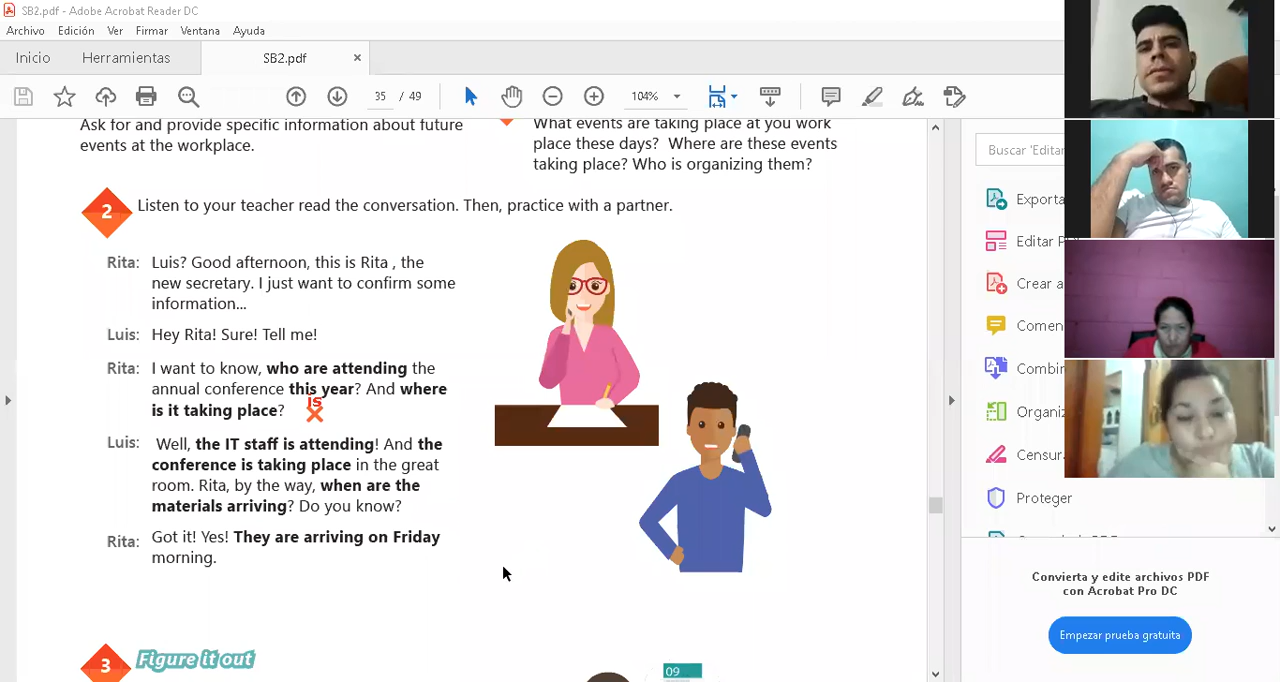 SB2.pdf - Adobe Acrobat Reader DC
Archivo Edición Ver Firmar Ventana Ayuda
Inicio Herramientas SB2.pdf ×
35 / 49 104%
Ask for and provide specific information about future
events at the workplace.
What events are taking place at you work
place these days? Where are these events
taking place? Who is organizing them?
2 Listen to your teacher read the conversation. Then, practice with a partner.
Rita: Luis? Good afternoon, this is Rita , the
new secretary. I just want to confirm some
information...
Luis: Hey Rita! Sure! Tell me!
Rita: I want to know, who are attending the
annual conference this year? And where
IS
is it taking place?
Luis: Well, the IT staff is attending! And the
conference is taking place in the great
room. Rita, by the way, when are the
materials arriving? Do you know?
Rita: Got it! Yes! They are arriving on Friday
morning.
3 Figure it out
09
Buscar 'Editar
Exporta
Editar P
Crear a
Comen
Combin
Organiz
Censur
Proteger
Convierta y edite archivos PDF
con Acrobat Pro DC
Empezar prueba gratuita